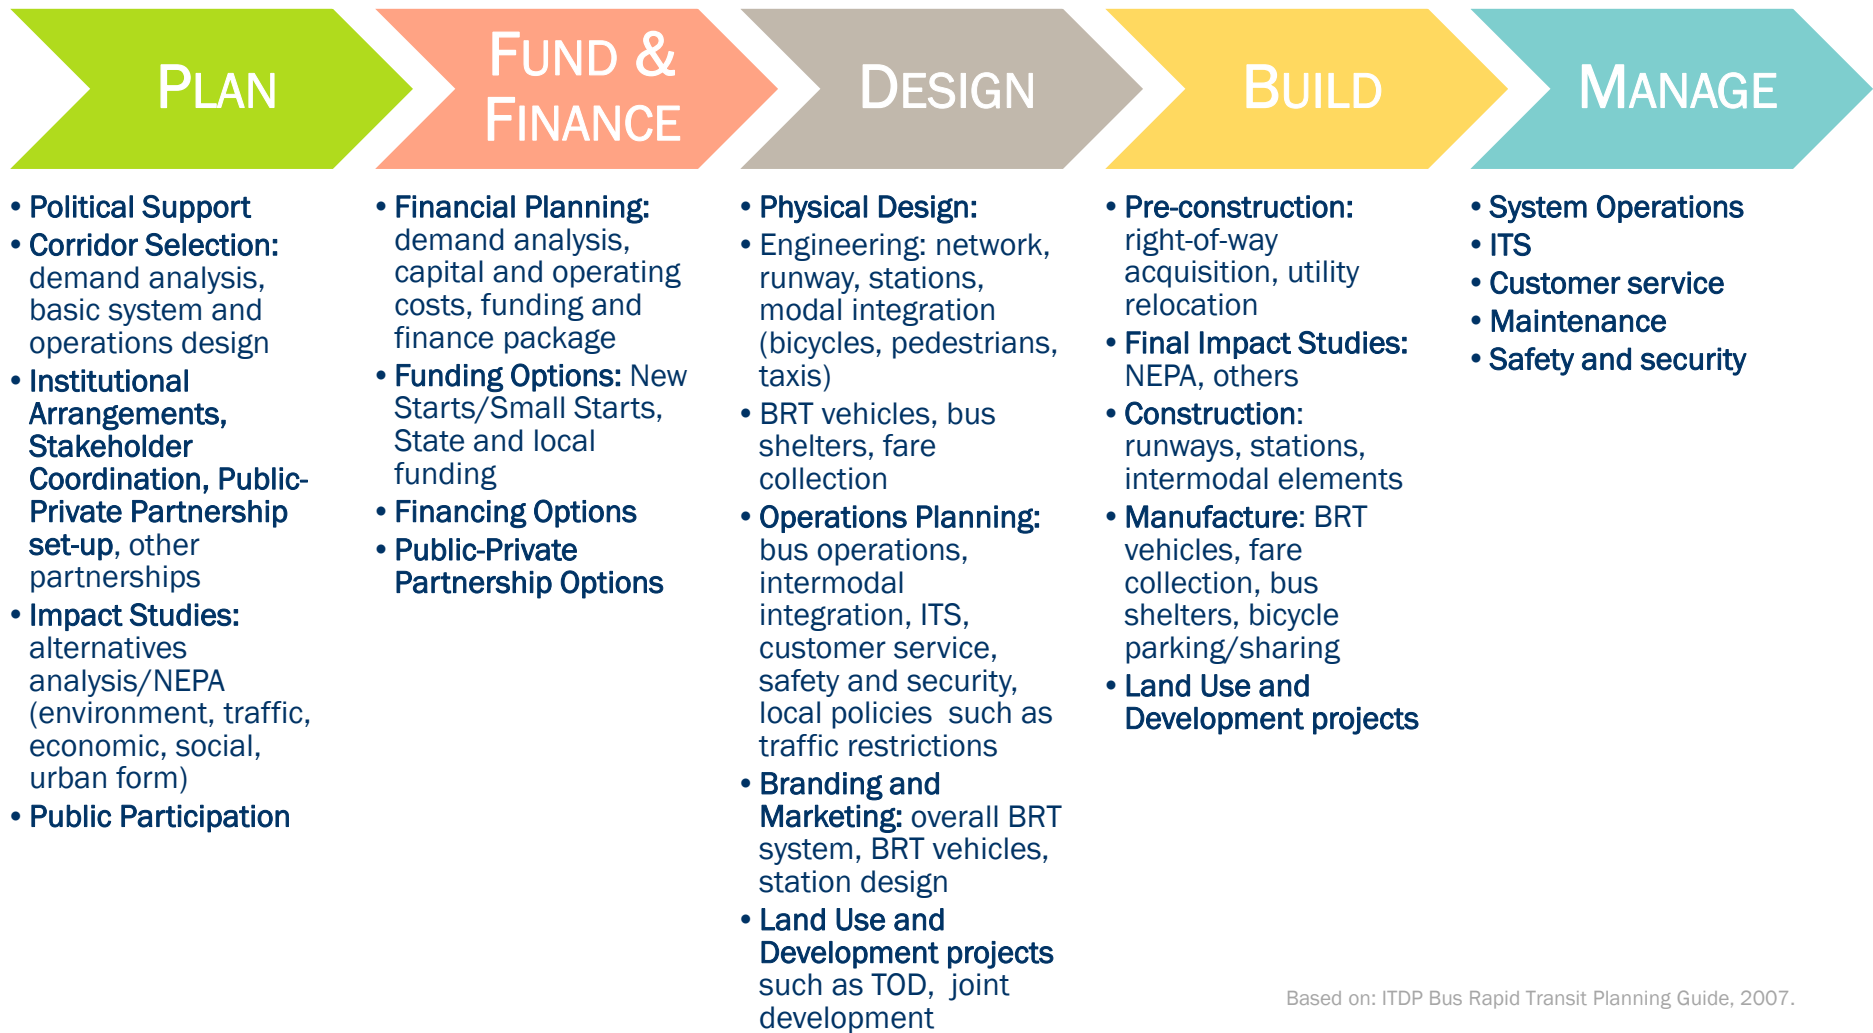 PLAN
• Political Support
• Corridor Selection:
demand analysis,
basic system and
operations design
• Institutional
Arrangements,
Stakeholder
Coordination, Public-
Private Partnership
set-up, other
partnerships
• Impact Studies:
alternatives
analysis/NEPA
(environment, traffic,
economic, social,
urban form)
• Public Participation
FUND &
FINANCE
• Financial Planning:
demand analysis,
capital and operating
costs, funding and
finance package
• Funding Options: New
Starts/Small Starts,
State and local
funding
• Financing Options
• Public-Private
Partnership Options
DESIGN
• Physical Design:
• Engineering: network,
runway, stations,
modal integration
(bicycles, pedestrians,
taxis)
• BRT vehicles, bus
shelters, fare
collection
• Operations Planning:
bus operations,
intermodal
integration, ITS,
customer service,
safety and security,
local policies  such as
traffic restrictions
• Branding and
Marketing: overall BRT
system, BRT vehicles,
station design
• Land Use and
Development projects
such as TOD,  joint
development
BUILD
• Pre-construction:
right-of-way
acquisition, utility
relocation
• Final Impact Studies:
NEPA, others
• Construction:
runways, stations,
intermodal elements
• Manufacture: BRT
vehicles, fare
collection, bus
shelters, bicycle
parking/sharing
• Land Use and
Development projects
MANAGE
• System Operations
• ITS
• Customer service
• Maintenance
• Safety and security
Based on: ITDP Bus Rapid Transit Planning Guide, 2007.